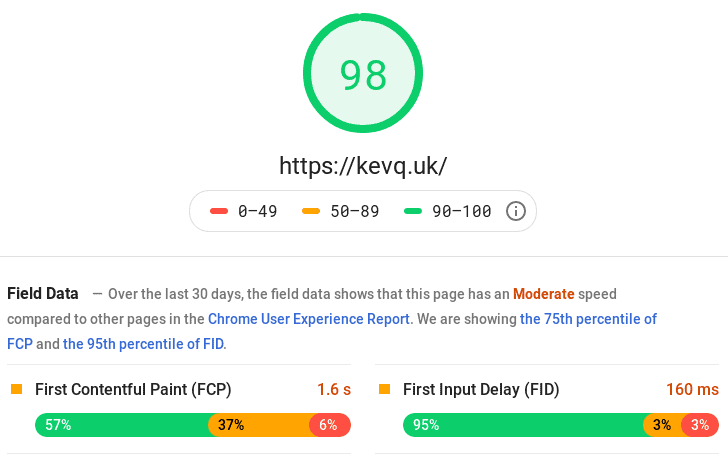 98
https://kevq.uk/
0–49 50–89 90–100
Field Data — Over the last 30 days, the field data shows that this page has an Moderate speed
compared to other pages in the Chrome User Experience Report. We are showing the 75th percentile of
FCP and the 95th percentile of FID.
First Contentful Paint (FCP) 1.6 s
57% 37% 6%
First Input Delay (FID) 160 ms
95% 3% 3%